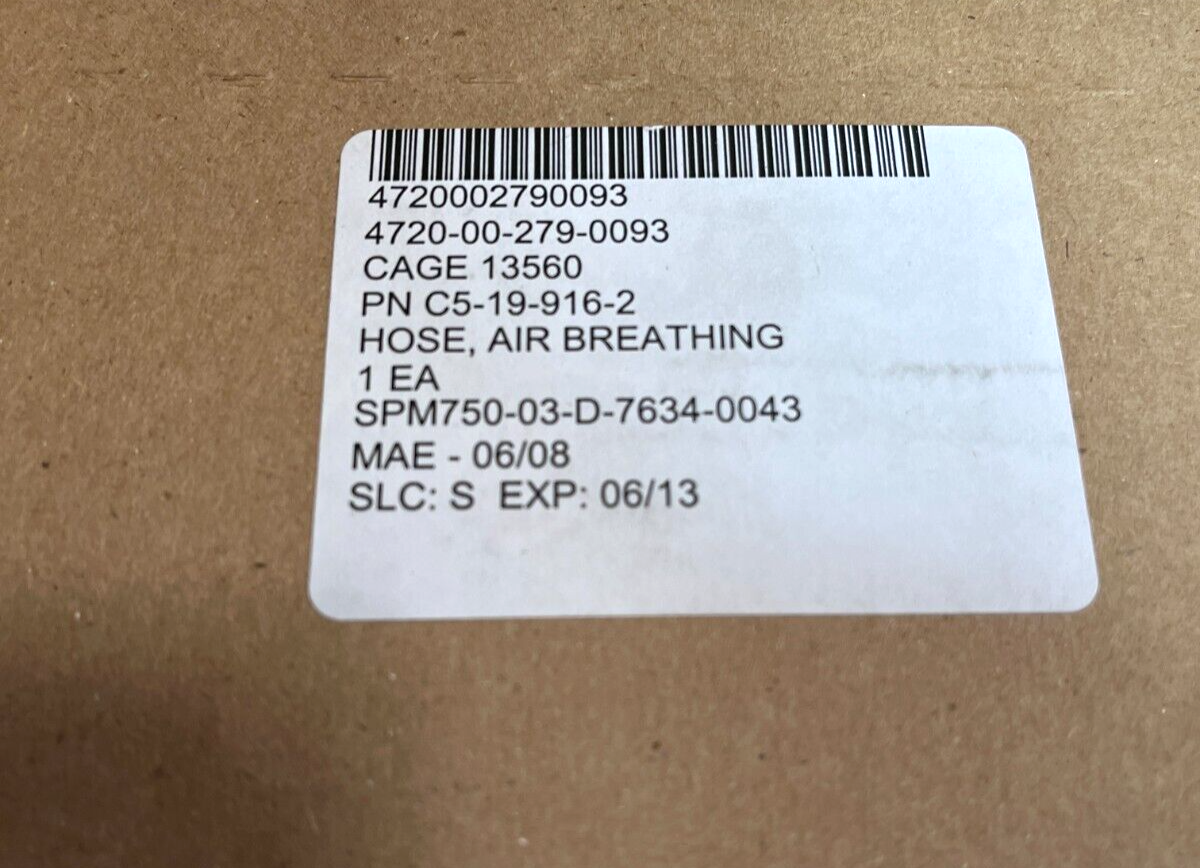 4720002790093
4720-00-279-0093
CAGE 13560
PN C5-19-916-2
HOSE, AIR BREATHING
1 EA
SPM750-03-D-7634-0043
MAE - 06/08
SLC: S EXP: 06/13